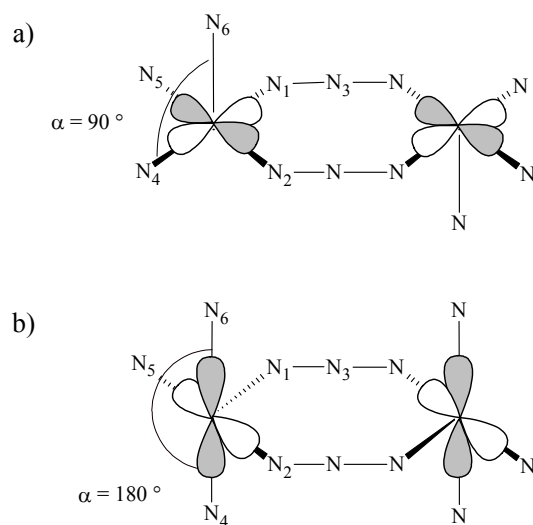 a)
N6
N5
N1 N3 N N
α = 90 °
N4 N2 N N N
N
b)
N6 N
N5
N1 N3 N
N2 N N N
α = 180 °
N4 N